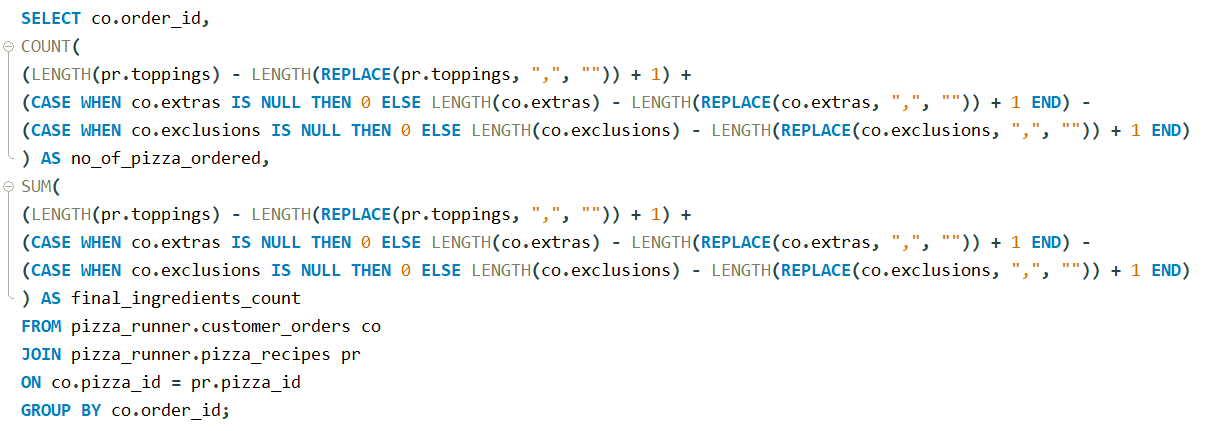 SELECT co.order_id,
COUNT(
(LENGTH(pr.toppings) - LENGTH(REPLACE(pr.toppings, ",", "")) + 1) +
(CASE WHEN co.extras IS NULL THEN 0 ELSE LENGTH(co.extras) - LENGTH(REPLACE(co.extras, ",", "")) + 1 END) -
(CASE WHEN co.exclusions IS NULL THEN 0 ELSE LENGTH(co.exclusions) - LENGTH(REPLACE(co.exclusions, ",", "")) + 1 END)
) AS no_of_pizza_ordered,
SUM(
(LENGTH(pr.toppings) - LENGTH(REPLACE(pr.toppings, ",", "")) + 1) +
(CASE WHEN co.extras IS NULL THEN 0 ELSE LENGTH(co.extras) - LENGTH(REPLACE(co.extras, ",", "")) + 1 END) -
(CASE WHEN co.exclusions IS NULL THEN 0 ELSE LENGTH(co.exclusions) - LENGTH(REPLACE(co.exclusions, ",", "")) + 1 END)
) AS final_ingredients_count
FROM pizza_runner.customer_orders co
JOIN pizza_runner.pizza_recipes pr
ON co.pizza_id = pr.pizza_id
GROUP BY co.order_id;